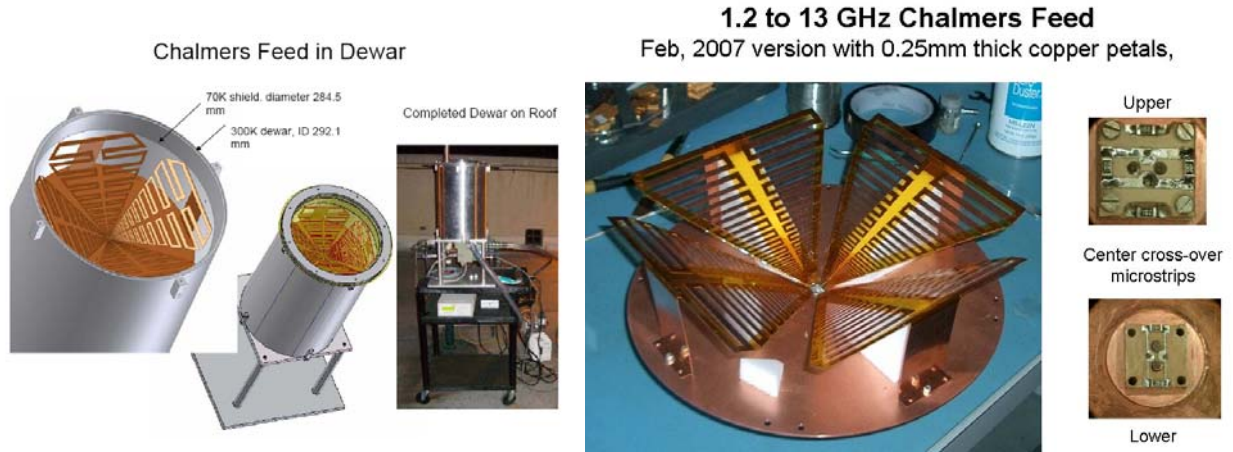 Chalmers Feed in Dewar
70K shield. diameter 284.5
mm
300K dewar, ID 292.1
mm
Completed Dewar on Roof
1.2 to 13 GHz Chalmers Feed
Feb, 2007 version with 0.25mm thick copper petals,
Duster
Upper
Center cross-over
microstrips
Lower